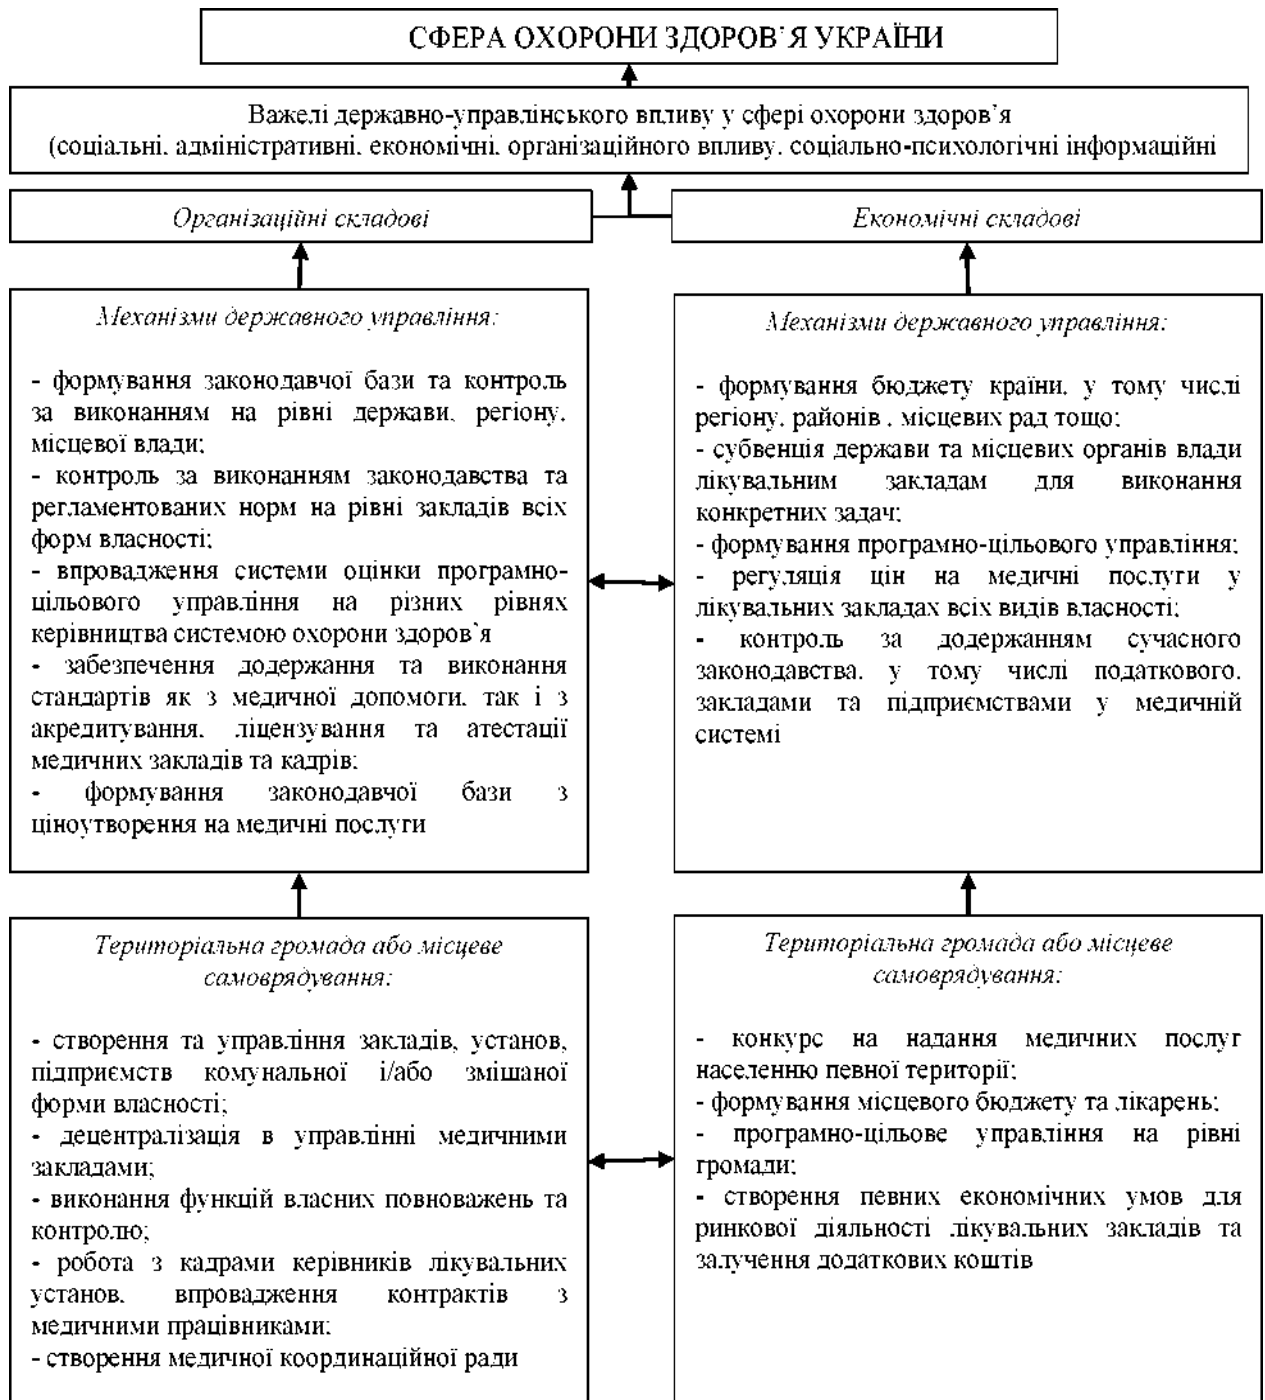 СФЕРА ОХОРОНИ ЗДОРОВ`Я УКРАЇНИ
Важелі державно-управлінського впливу у сфері охорони здоров`я
(соціальні, адміністративні, економічні, організаційного впливу, соціально-психологічні інформаційні
Організаційні складові
Економічні складові
Механізми державного управління:
- формування законодавчої бази та контроль
за виконанням на рівні держави, регіону,
місцевої влади;
- контроль за виконанням законодавства та
регламентованих норм на рівні закладів всіх
форм власності;
- впровадження системи оцінки програмно-
цільового управління на різних рівнях
керівництва системою охорони здоров`я
- забезпечення додержання та виконання
стандартів як з медичної допомоги, так і з
акредитування, ліцензування та атестації
медичних закладів та кадрів;
- формування законодавчої бази з
ціноутворення на медичні послуги
Механізми державного управління:
- формування бюджету країни, у тому числі
регіону, районів , місцевих рад тощо;
- субвенція держави та місцевих органів влади
лікувальним закладам для виконання
конкретних задач;
- формування програмно-цільового управління;
- регуляція цін на медичні послуги у
лікувальних закладах всіх видів власності;
- контроль за додержанням сучасного
законодавства, у тому числі податкового,
закладами та підприємствами у медичній
системі
Територіальна громада або місцеве
самоврядування:
- створення та управління закладів, установ,
підприємств комунальної і/або змішаної
форми власності;
- децентралізація в управлінні медичними
закладами;
- виконання функцій власних повноважень та
контролю;
- робота з кадрами керівників лікувальних
установ, впровадження контрактів з
медичними працівниками;
- створення медичної координаційної ради
Територіальна громада або місцеве
самоврядування:
- конкурс на надання медичних послуг
населенню певної території;
- формування місцевого бюджету та лікарень;
- програмно-цільове управління на рівні
громади;
- створення певних економічних умов для
ринкової діяльності лікувальних закладів та
залучення додаткових коштів